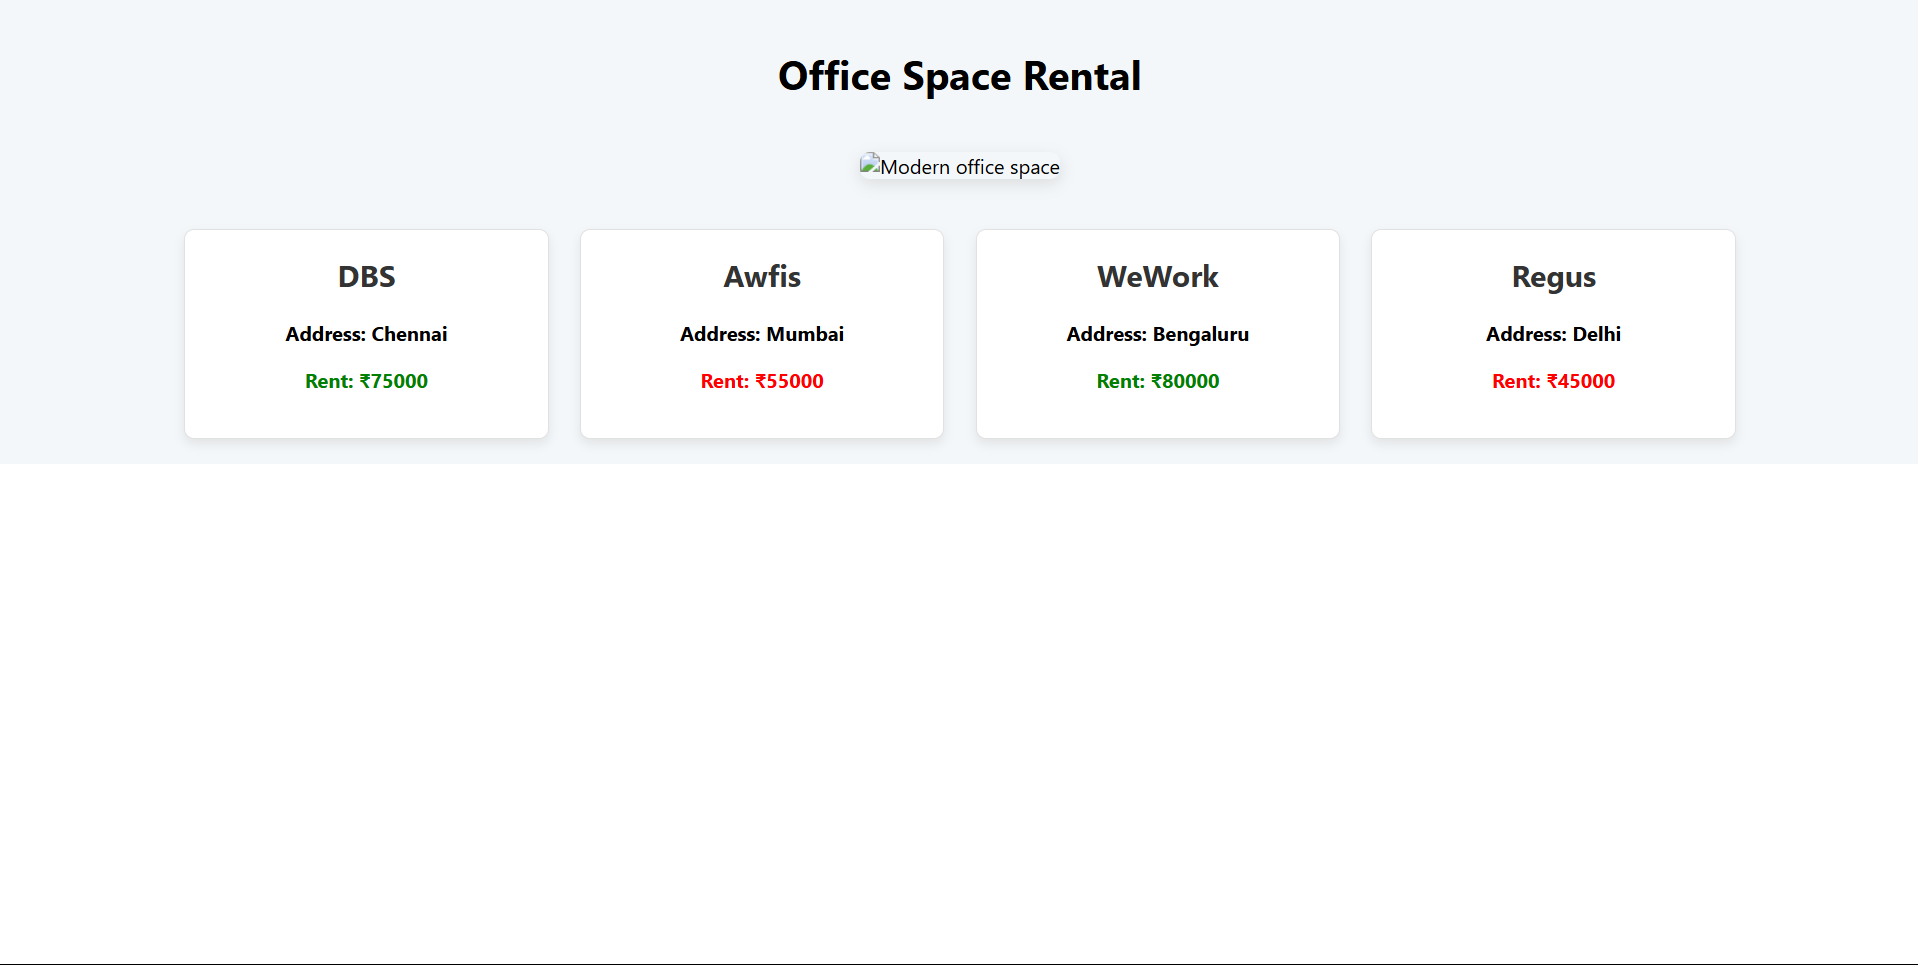 Office Space Rental
Modern office space
DBS
Address: Chennai
Rent: ₹75000
Awfis
Address: Mumbai
Rent: ₹55000
WeWork
Address: Bengaluru
Rent: ₹80000
Regus
Address: Delhi
Rent: ₹45000